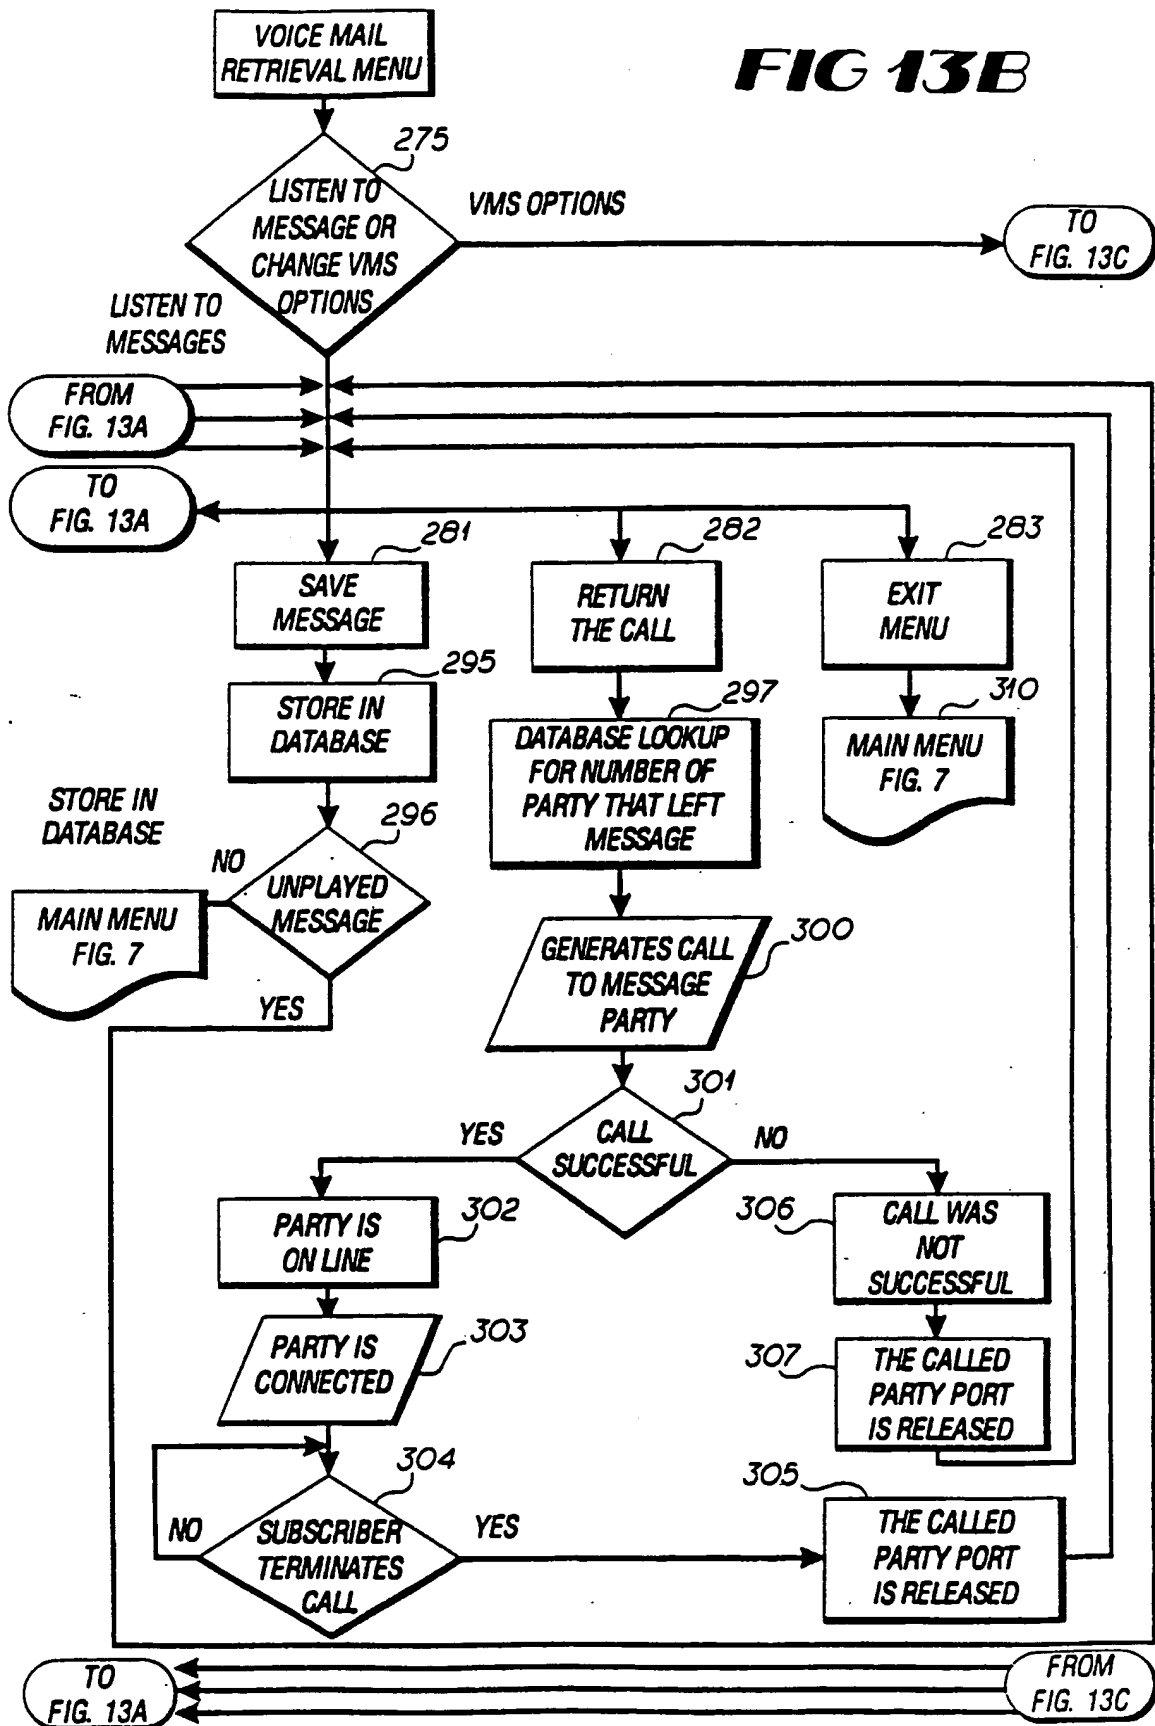 VOICE MAIL
RETRIEVAL MENU
FIG 13B
275
LISTEN TO
MESSAGE OR
CHANGE VMS
OPTIONS
VMS OPTIONS
TO
FIG. 13C
LISTEN TO
MESSAGES
FROM
FIG. 13A
TO
FIG. 13A
281
SAVE
MESSAGE
282
RETURN
THE CALL
283
EXIT
MENU
295
STORE IN
DATABASE
297
DATABASE LOOKUP
FOR NUMBER OF
PARTY THAT LEFT
MESSAGE
310
MAIN MENU
FIG. 7
STORE IN
DATABASE
296
UNPLAYED
MESSAGE
NO
MAIN MENU
FIG. 7
YES
300
GENERATES CALL
TO MESSAGE
PARTY
301
CALL
SUCCESSFUL
YES
NO
302
PARTY IS
ON LINE
306
CALL WAS
NOT
SUCCESSFUL
303
PARTY IS
CONNECTED
307
THE CALLED
PARTY PORT
IS RELEASED
304
SUBSCRIBER
TERMINATES
CALL
NO
YES
305
THE CALLED
PARTY PORT
IS RELEASED
TO
FIG. 13A
FROM
FIG. 13C